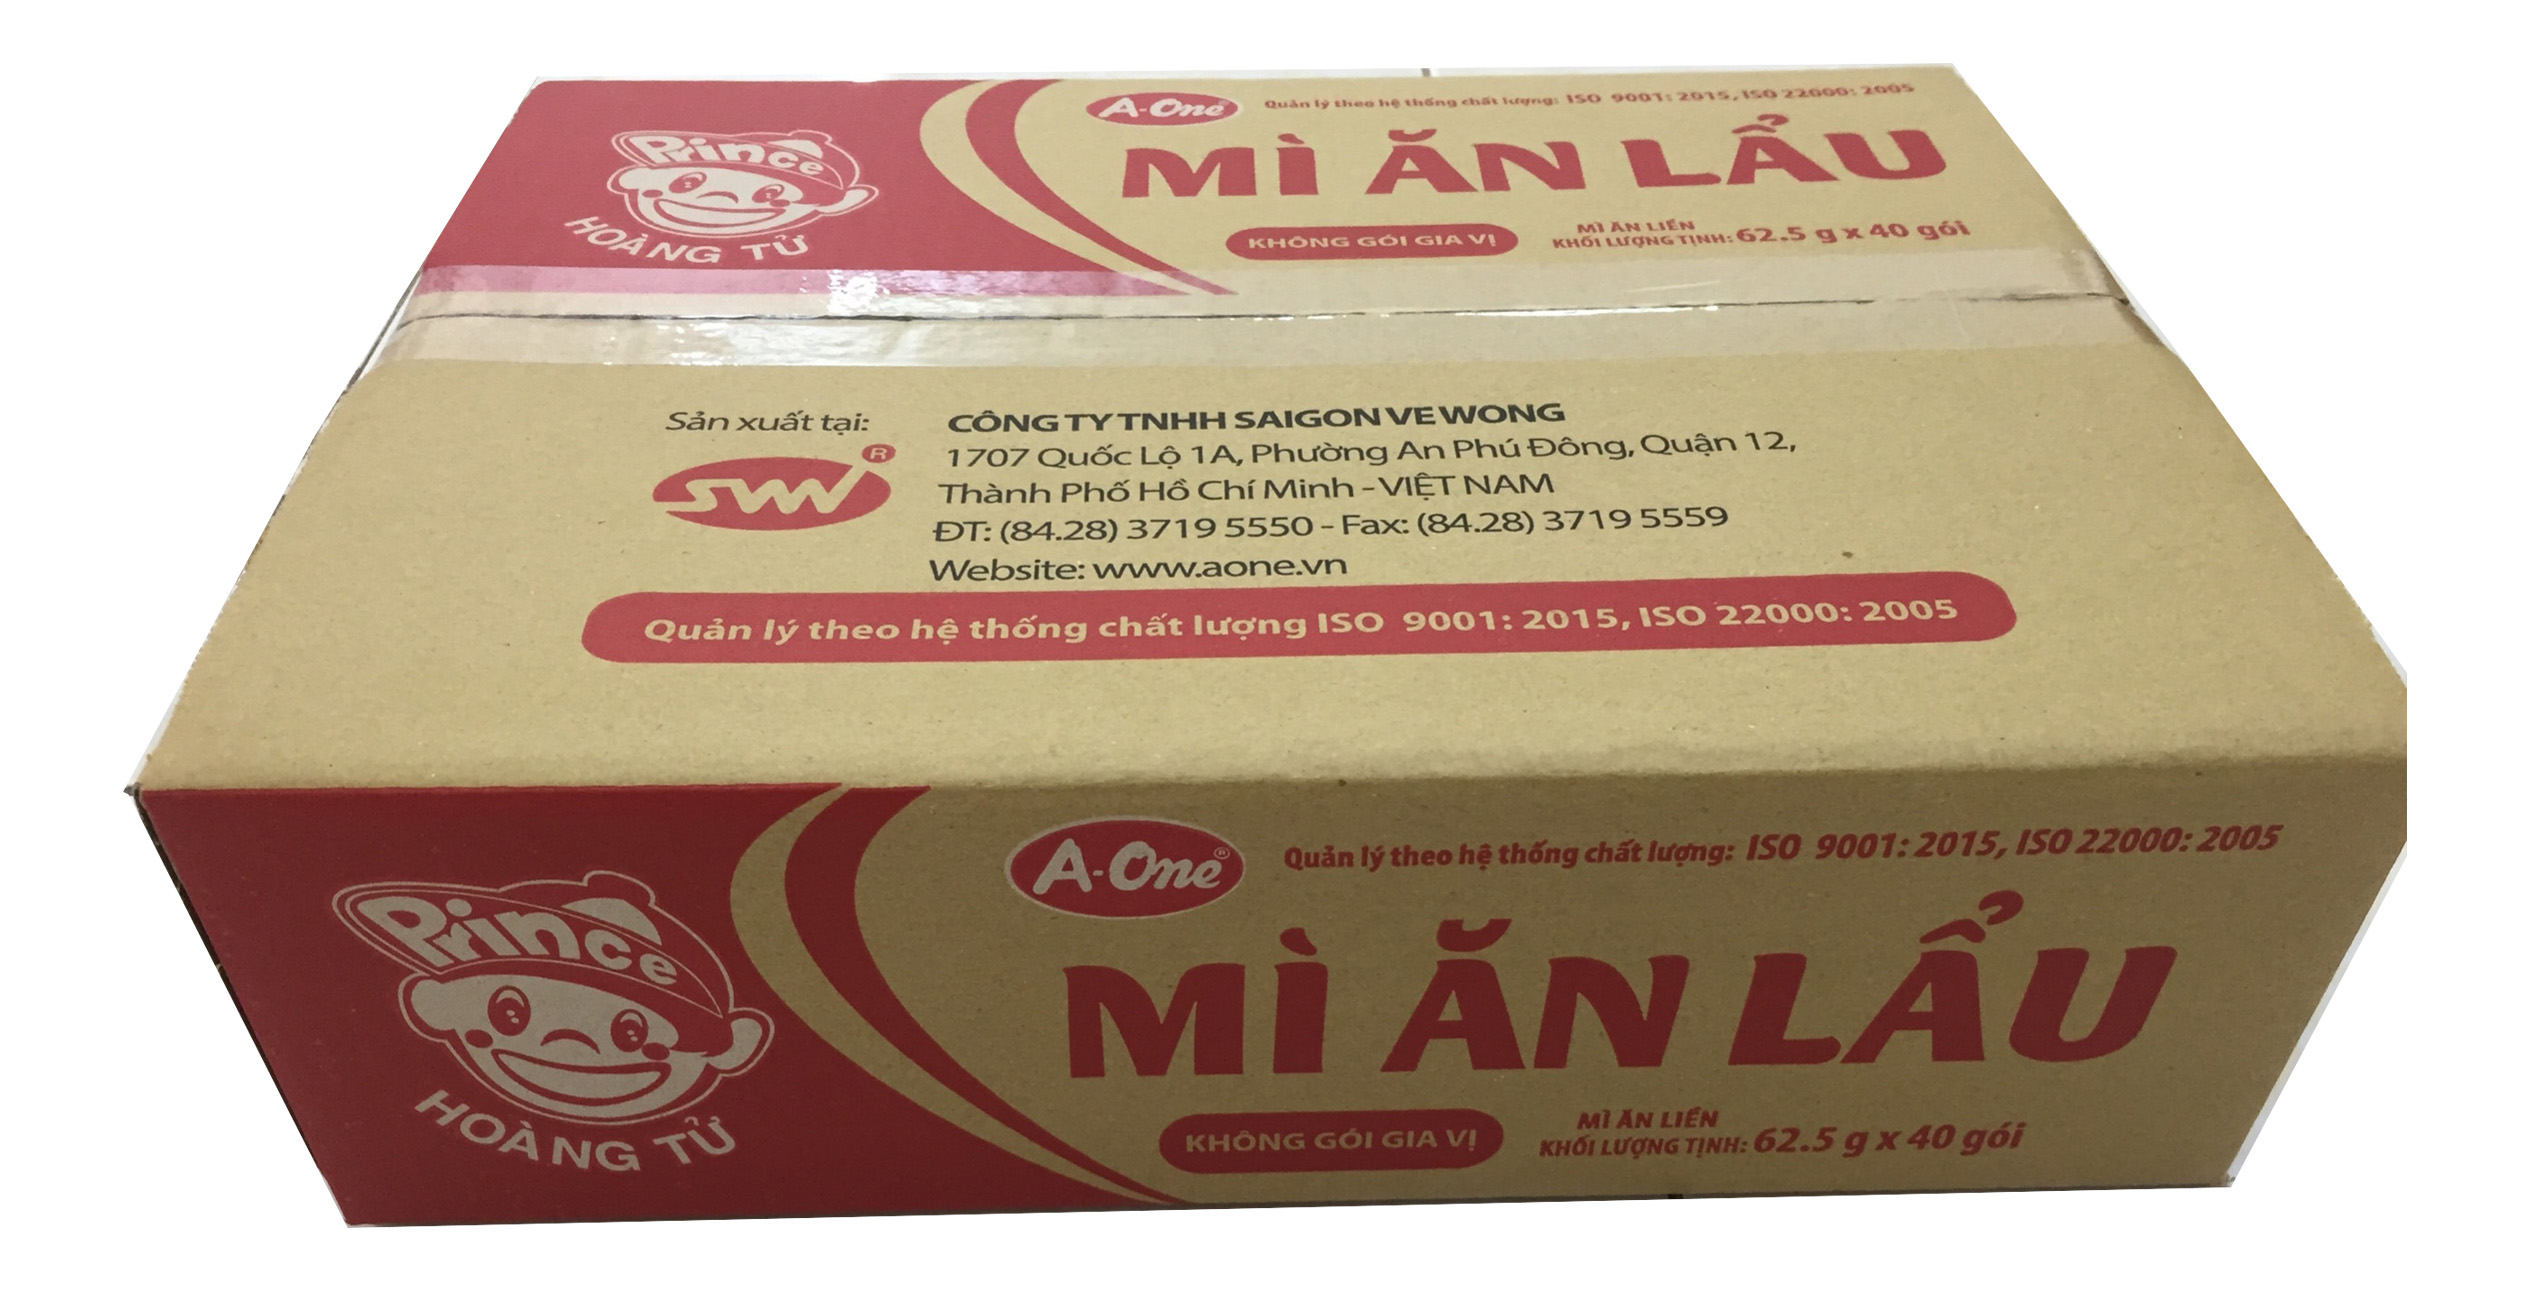 Prince
HOÀNG TỬ
A-One
Quản lý theo hệ thống chất lượng: ISO 9001: 2015, ISO 22000: 2005
MÌ ĂN LẨU
KHÔNG GÓI GIA VỊ
MÌ ĂN LIỀN
KHỐI LƯỢNG TỊNH: 62.5 g x 40 gói
Sản xuất tại:
SVW ®
CÔNG TY TNHH SAIGON VE WONG
1707 Quốc Lộ 1A, Phường An Phú Đông, Quận 12,
Thành Phố Hồ Chí Minh - VIỆT NAM
ĐT: (84.28) 3719 5550 - Fax: (84.28) 3719 5559
Website: www.aone.vn
Quản lý theo hệ thống chất lượng ISO 9001: 2015, ISO 22000: 2005
Prince
HOÀNG TỬ
A-One®
Quản lý theo hệ thống chất lượng: ISO 9001: 2015, ISO 22000: 2005
MÌ ĂN LẨU
KHÔNG GÓI GIA VỊ
MÌ ĂN LIỀN
KHỐI LƯỢNG TỊNH: 62.5 g x 40 gói